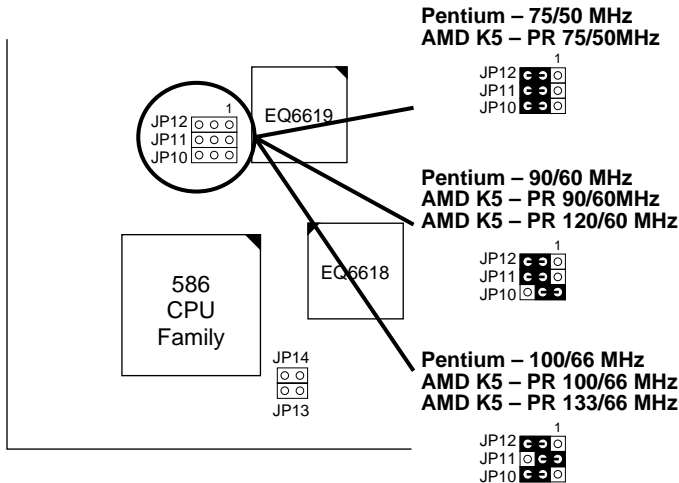 Pentium – 75/50 MHz
AMD K5 – PR 75/50MHz
1
JP12
JP11
JP10
EQ6619
1
JP12
JP11
JP10
Pentium – 90/60 MHz
AMD K5 – PR 90/60MHz
AMD K5 – PR 120/60 MHz
1
JP12
JP11
JP10
EQ6618
586
CPU
Family
JP14
JP13
Pentium – 100/66 MHz
AMD K5 – PR 100/66 MHz
AMD K5 – PR 133/66 MHz
1
JP12
JP11
JP10